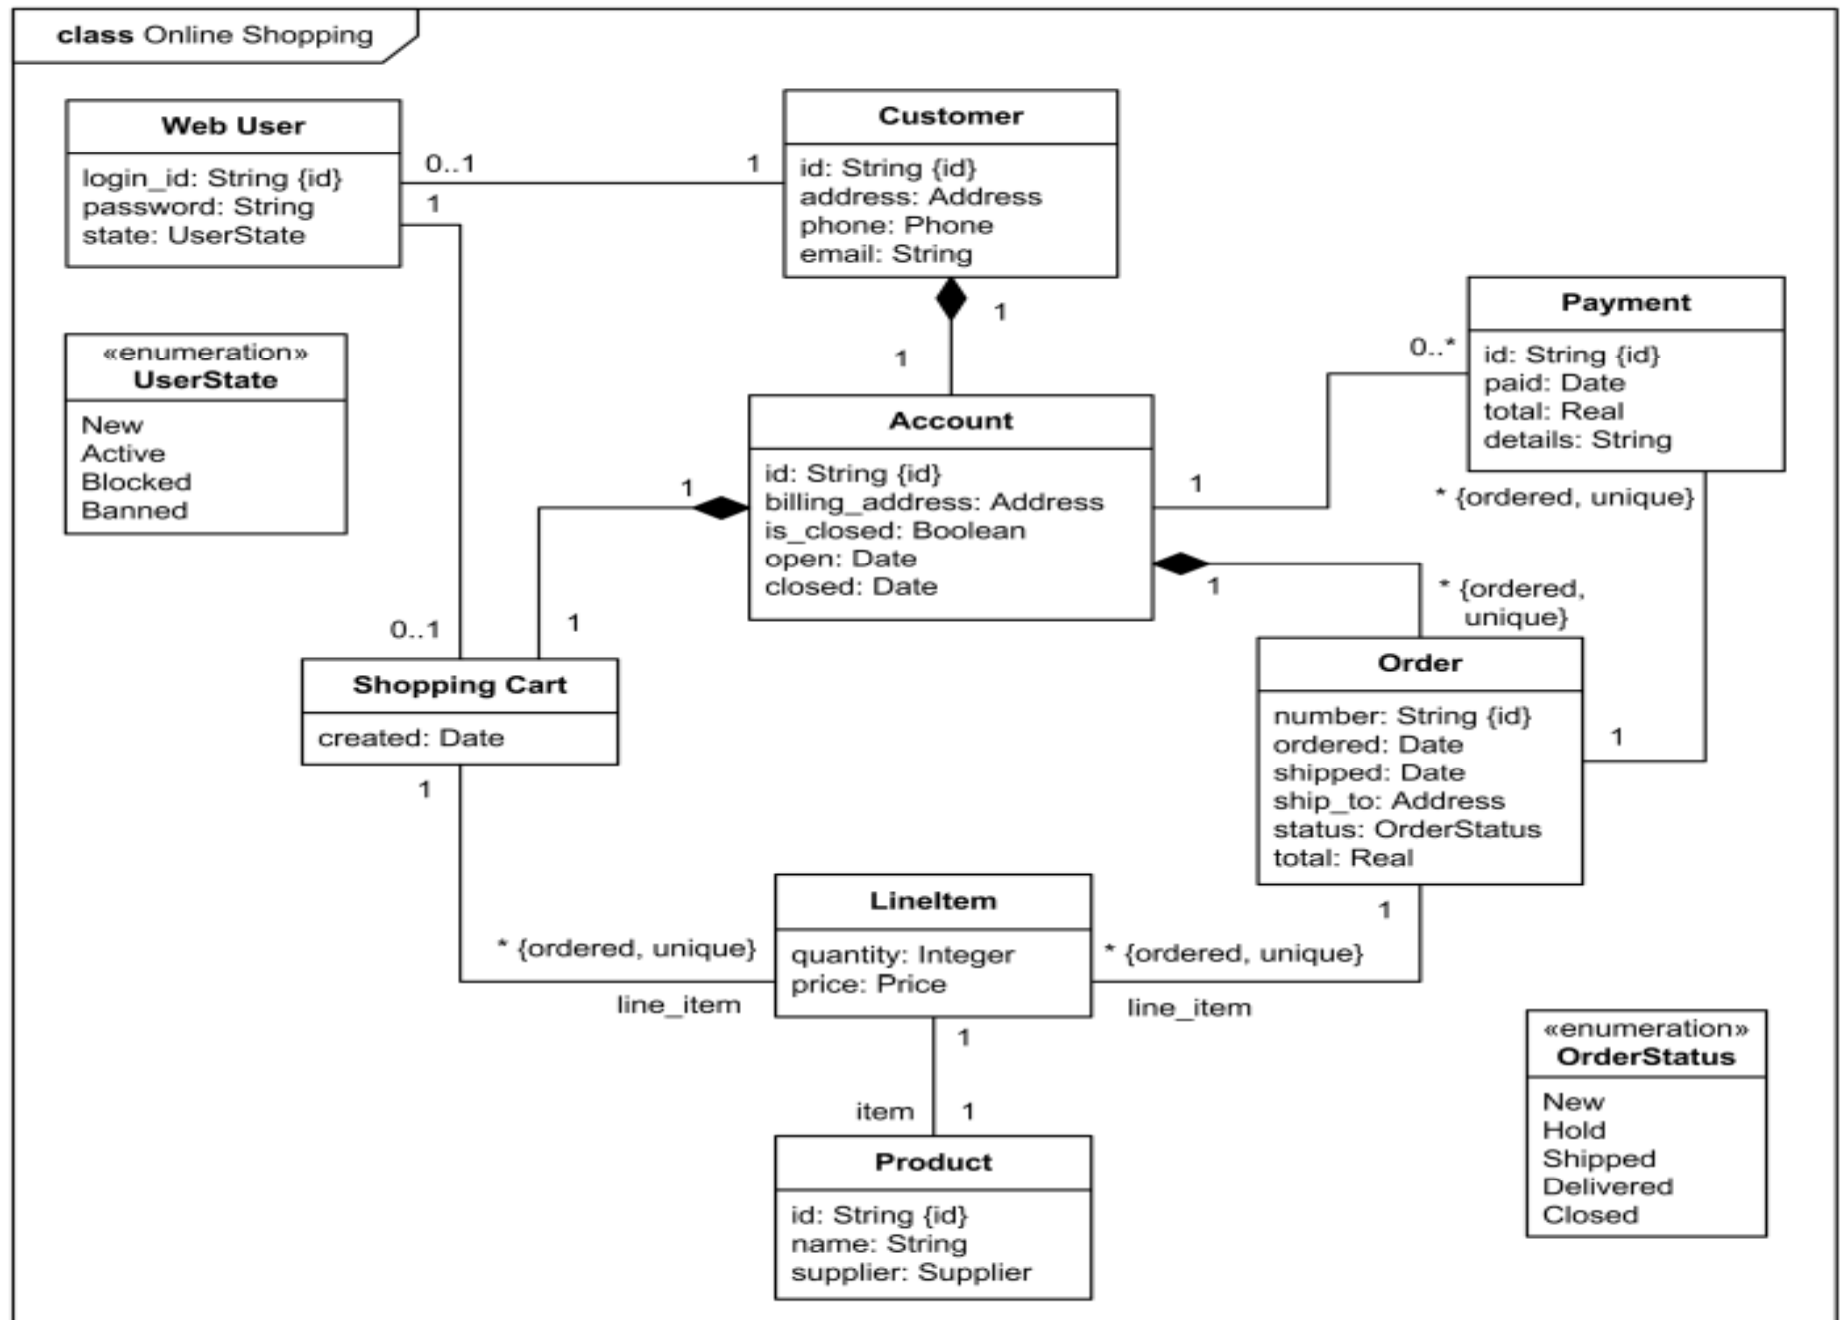 class Online Shopping
Web User
login_id: String {id}
password: String
state: UserState
0..1
1
1
Customer
id: String {id}
address: Address
phone: Phone
email: String
1
1
«enumeration»
UserState
New
Active
Blocked
Banned
Payment
id: String {id}
paid: Date
total: Real
details: String
0..*
1
* {ordered, unique}
Account
id: String {id}
billing_address: Address
is_closed: Boolean
open: Date
closed: Date
1
1
* {ordered,
unique}
0..1
1
Shopping Cart
created: Date
1
Order
number: String {id}
ordered: Date
shipped: Date
ship_to: Address
status: OrderStatus
total: Real
1
1
LineItem
quantity: Integer
price: Price
* {ordered, unique}
line_item
* {ordered, unique}
line_item
1
item
1
Product
id: String {id}
name: String
supplier: Supplier
«enumeration»
OrderStatus
New
Hold
Shipped
Delivered
Closed